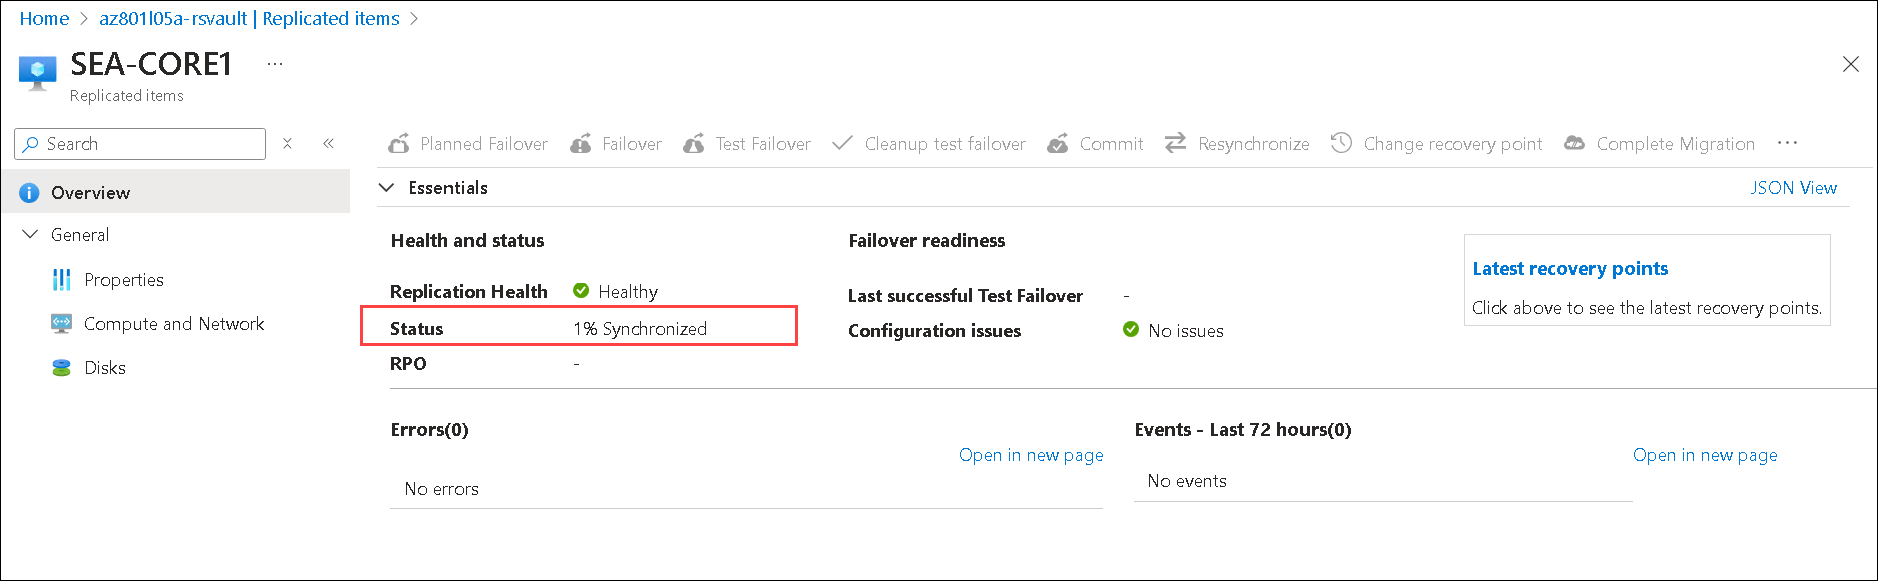 Home > az801l05a-rsvault | Replicated items >
SEA-CORE1 ...
Replicated items
Search
Planned Failover Failover Test Failover Cleanup test failover Commit Resynchronize Change recovery point Complete Migration ...
Overview
General
Properties
Compute and Network
Disks
Essentials
JSON View
Health and status
Replication Health Healthy
Status 1% Synchronized
RPO -
Failover readiness
Last successful Test Failover -
Configuration issues No issues
Latest recovery points
Click above to see the latest recovery points.
Errors(0)
Open in new page
No errors
Events - Last 72 hours(0)
Open in new page
No events